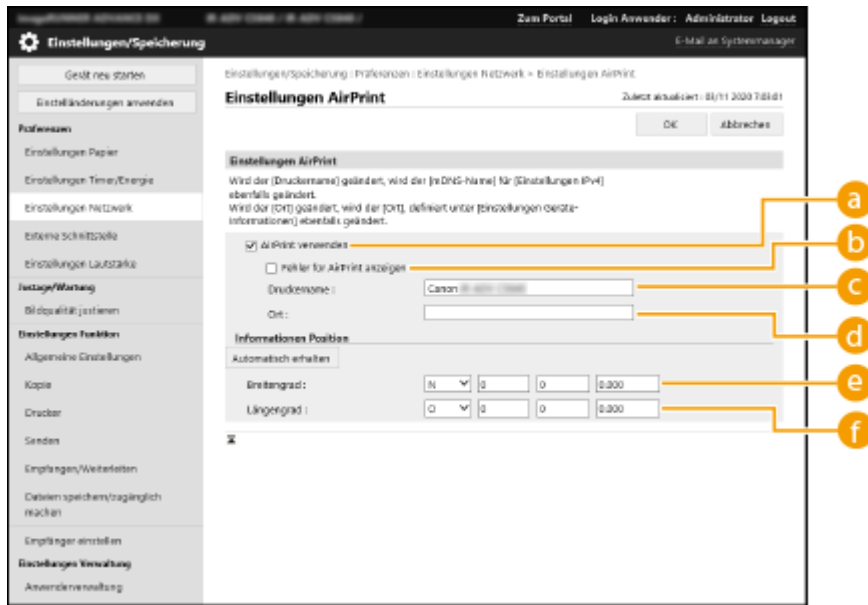 Zum Portal Login Anwender: Administrator Logout
Einstellungen/Speicherung
E-Mail an Systemmanager
Gerät neu starten
Einstelländerungen anwenden
Präferenzen
Einstellungen Papier
Einstellungen Timer/Energie
Einstellungen Netzwerk
Externe Schnittstelle
Einstellungen Lautstärke
Justage/Wartung
Bildqualität justieren
Einstellungen Funktion
Allgemeine Einstellungen
Kopie
Drucker
Senden
Empfangen/Weiterleiten
Dateien speichern/zugänglich
machen
Empfänger einstellen
Einstellungen Verwaltung
Anwenderverwaltung
Einstellungen/Speicherung : Präferenzen : Einstellungen Netzwerk > Einstellungen AirPrint
Einstellungen AirPrint
Zuletzt aktualisiert : 03/11 2020 7:03:01
OK
Abbrechen
Einstellungen AirPrint
Wird der [Druckername] geändert, wird der [mDNS-Name] für [Einstellungen IPv4]
ebenfalls geändert.
Wird der [Ort] geändert, wird der [Ort], definiert unter [Einstellungen Geräte-
informationen] ebenfalls geändert.
AirPrint verwenden
Fehler für AirPrint anzeigen
Druckername : Canon
Ort :
Informationen Position
Automatisch erhalten
Breitengrad : N 0 0 0.000
Längengrad : O 0 0 0.000
a
b
c
d
e
f